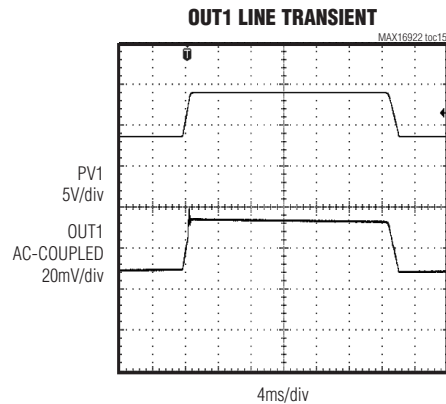 OUT1 LINE TRANSIENT
MAX16922 toc15
T
PV1
5V/div
OUT1
AC-COUPLED
20mV/div
4ms/div